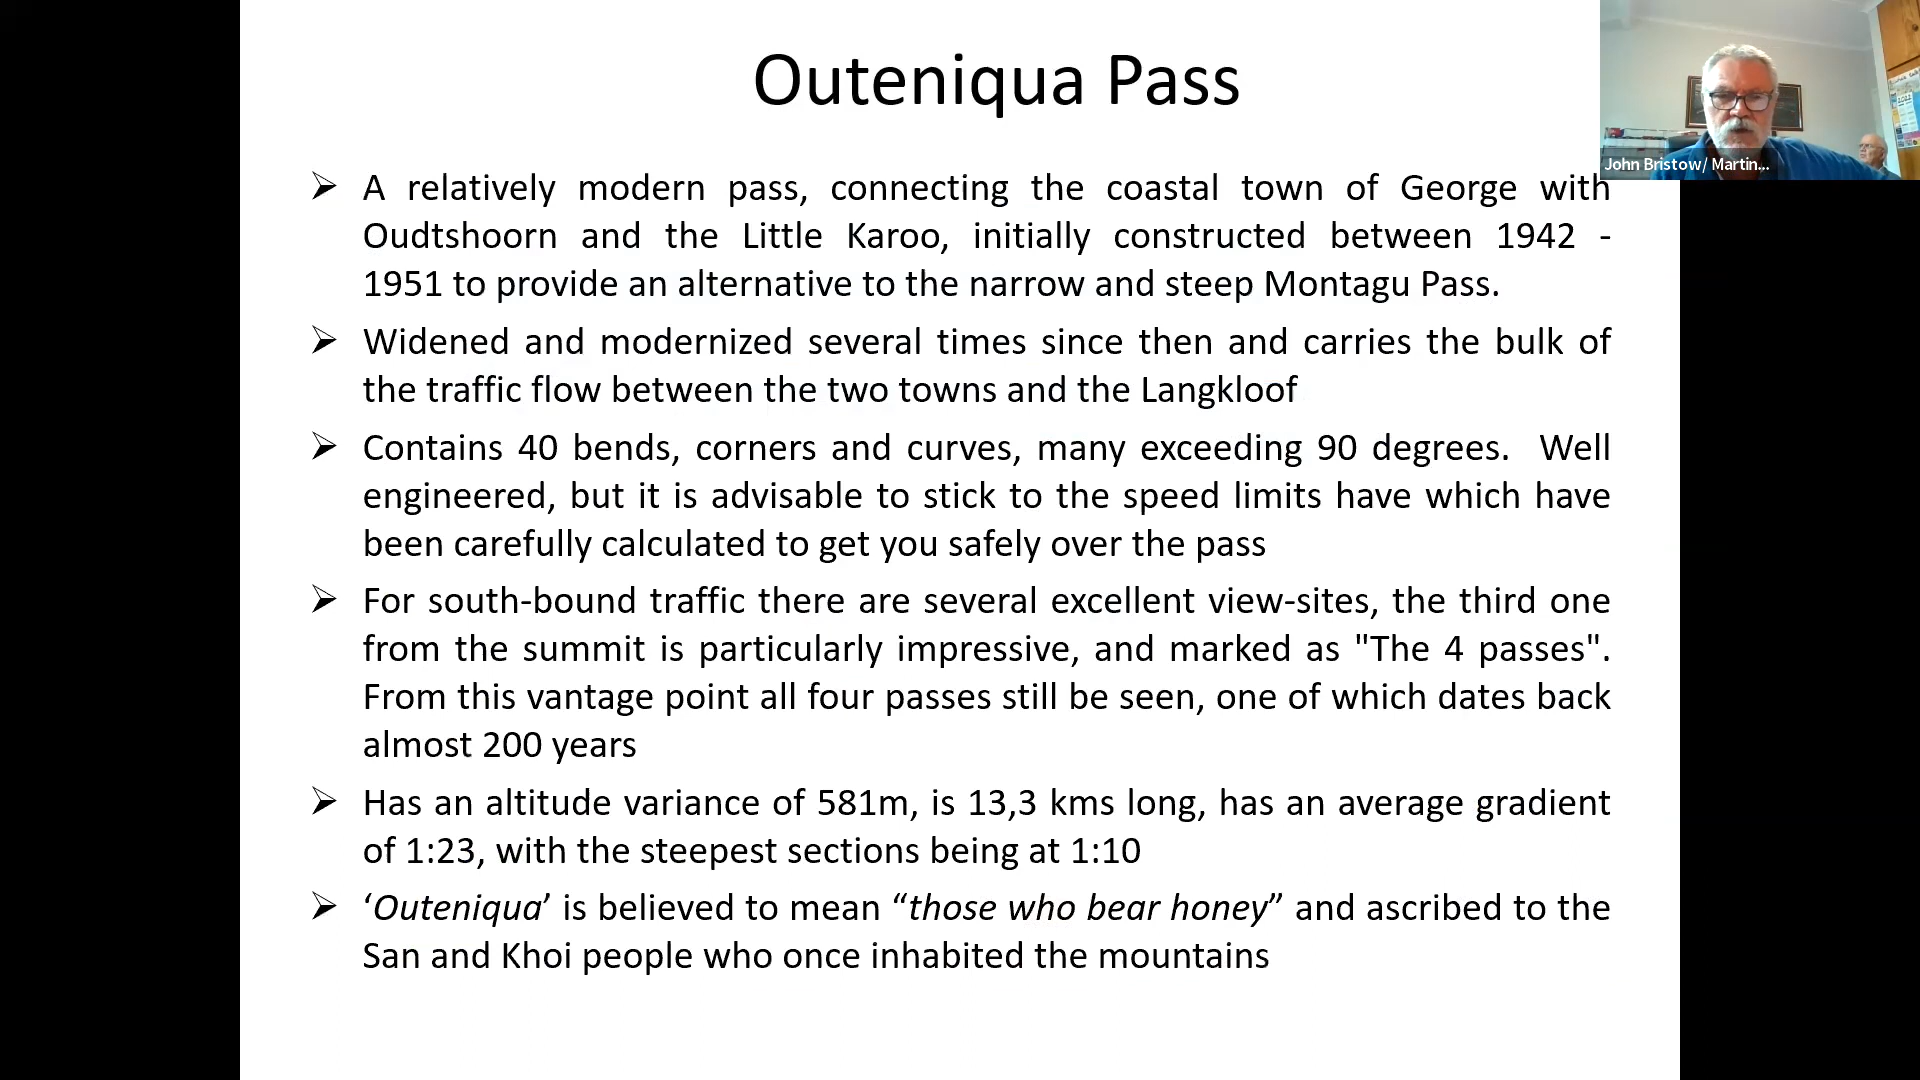 Outeniqua Pass
John Bristow/ Martin...
➢ A relatively modern pass, connecting the coastal town of George with
Oudtshoorn and the Little Karoo, initially constructed between 1942 -
1951 to provide an alternative to the narrow and steep Montagu Pass.
➢ Widened and modernized several times since then and carries the bulk of
the traffic flow between the two towns and the Langkloof
➢ Contains 40 bends, corners and curves, many exceeding 90 degrees.  Well
engineered, but it is advisable to stick to the speed limits have which have
been carefully calculated to get you safely over the pass
➢ For south-bound traffic there are several excellent view-sites, the third one
from the summit is particularly impressive, and marked as "The 4 passes".
From this vantage point all four passes still be seen, one of which dates back
almost 200 years
➢ Has an altitude variance of 581m, is 13,3 kms long, has an average gradient
of 1:23, with the steepest sections being at 1:10
➢ ‘Outeniqua’ is believed to mean “those who bear honey” and ascribed to the
San and Khoi people who once inhabited the mountains